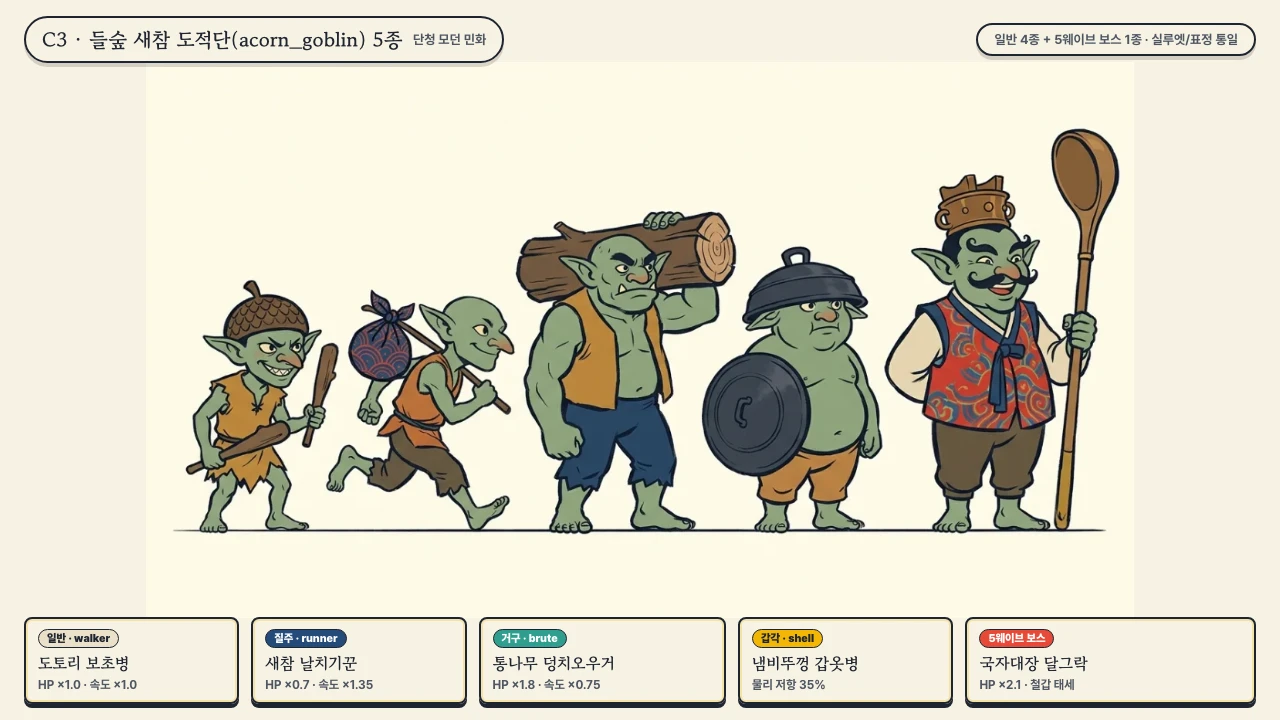 C3 · 들숲 새참 도적단(acorn_goblin) 5종 단청 모던 민화
일반 4종 + 5웨이브 보스 1종 · 실루엣/표정 통일
일반 · walker
도토리 보초병
HP ×1.0 · 속도 ×1.0
질주 · runner
새참 날치기꾼
HP ×0.7 · 속도 ×1.35
거구 · brute
통나무 덩치오우거
HP ×1.8 · 속도 ×0.75
갑각 · shell
냄비뚜껑 갑옷병
물리 저항 35%
5웨이브 보스
국자대장 달그락
HP ×2.1 · 철갑 태세